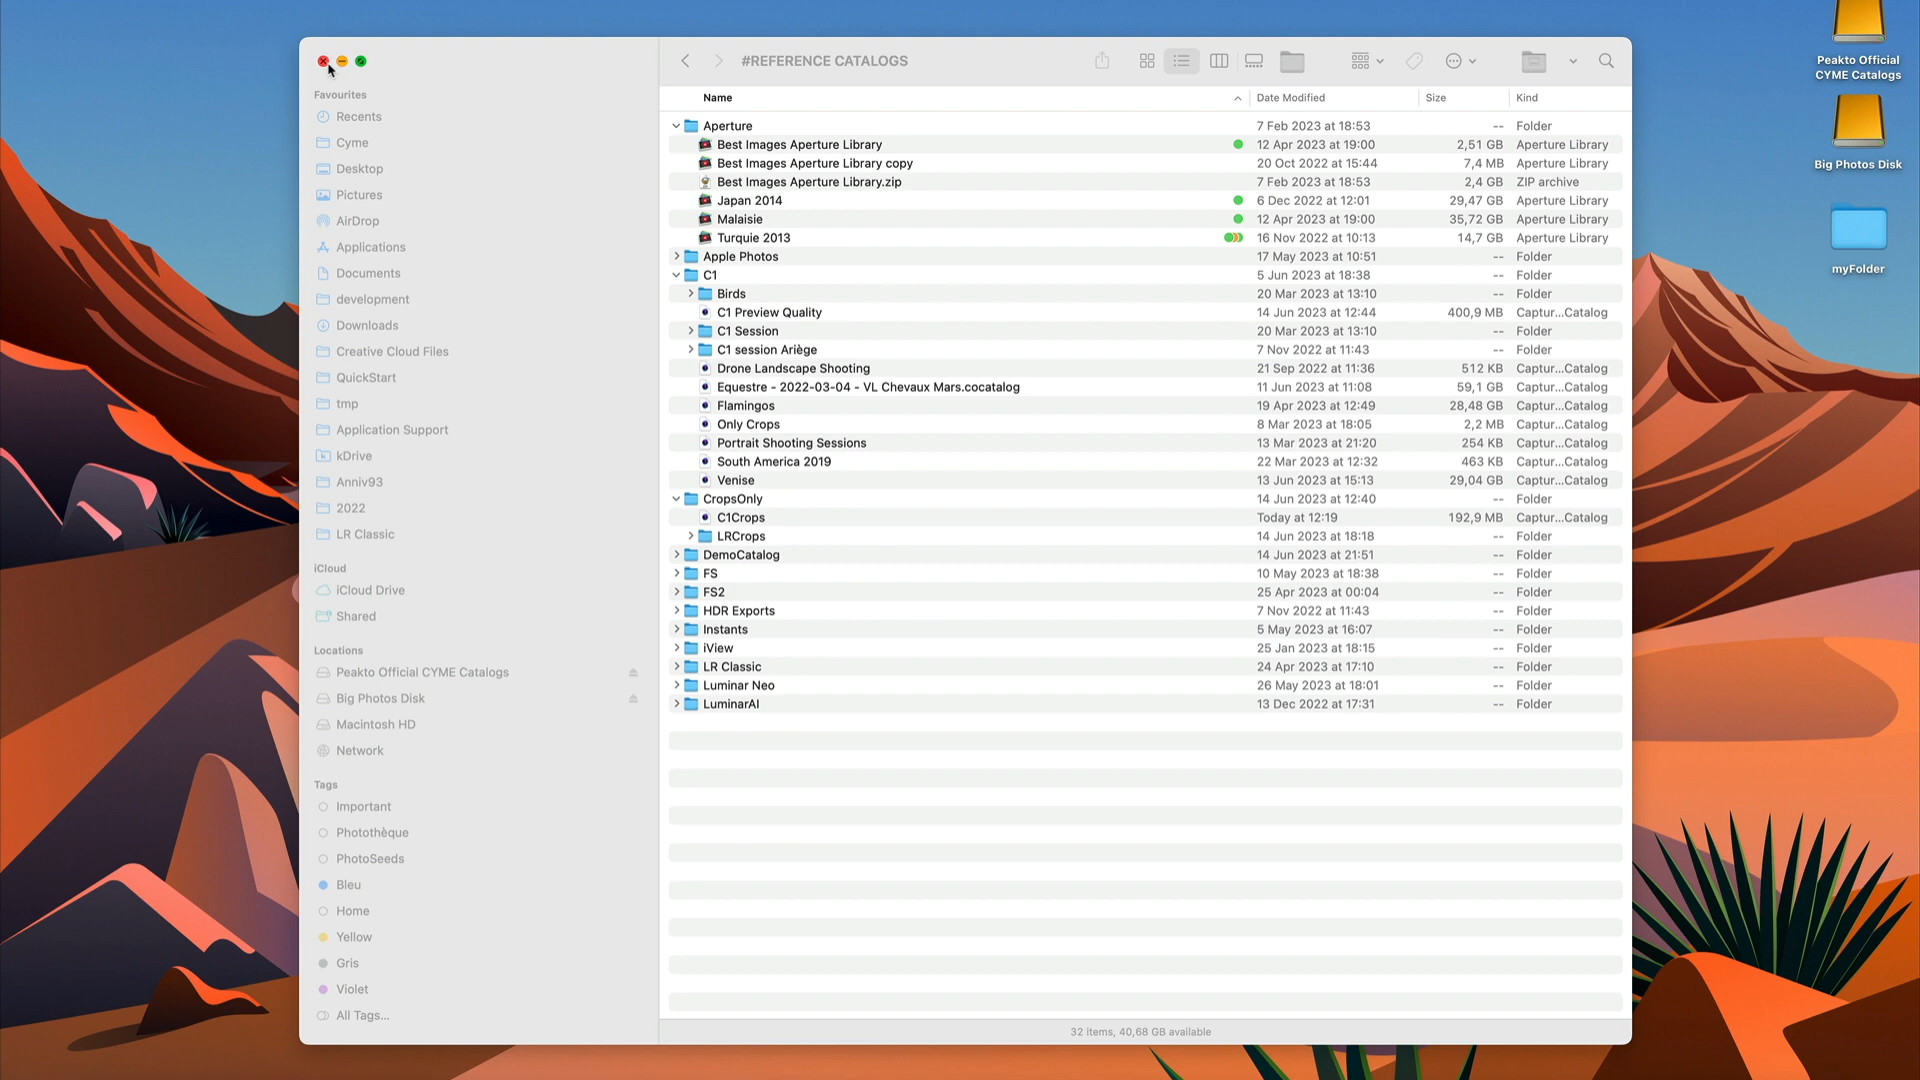 #REFERENCE CATALOGS
Favourites
Recents
Cyme
Desktop
Pictures
AirDrop
Applications
Documents
development
Downloads
Creative Cloud Files
QuickStart
tmp
Application Support
kDrive
Anniv93
2022
LR Classic
iCloud
iCloud Drive
Shared
Locations
Peakto Official CYME Catalogs
Big Photos Disk
Macintosh HD
Network
Tags
Important
Photothèque
PhotoSeeds
Bleu
Home
Yellow
Gris
Violet
All Tags...
Name Date Modified Size Kind
Aperture 7 Feb 2023 at 18:53 -- Folder
Best Images Aperture Library 12 Apr 2023 at 19:00 2,51 GB Aperture Library
Best Images Aperture Library copy 20 Oct 2022 at 15:44 7,4 MB Aperture Library
Best Images Aperture Library.zip 7 Feb 2023 at 18:53 2,4 GB ZIP archive
Japan 2014 6 Dec 2022 at 12:01 29,47 GB Aperture Library
Malaisie 12 Apr 2023 at 19:00 35,72 GB Aperture Library
Turquie 2013 16 Nov 2022 at 10:13 14,7 GB Aperture Library
Apple Photos 17 May 2023 at 10:51 -- Folder
C1 5 Jun 2023 at 18:38 -- Folder
Birds 20 Mar 2023 at 13:10 -- Folder
C1 Preview Quality 14 Jun 2023 at 12:44 400,9 MB Captur...Catalog
C1 Session 20 Mar 2023 at 13:10 -- Folder
C1 session Ariège 7 Nov 2022 at 11:43 -- Folder
Drone Landscape Shooting 21 Sep 2022 at 11:36 512 KB Captur...Catalog
Equestre - 2022-03-04 - VL Chevaux Mars.cocatalog 11 Jun 2023 at 11:08 59,1 GB Captur...Catalog
Flamingos 19 Apr 2023 at 12:49 28,48 GB Captur...Catalog
Only Crops 8 Mar 2023 at 18:05 2,2 MB Captur...Catalog
Portrait Shooting Sessions 13 Mar 2023 at 21:20 254 KB Captur...Catalog
South America 2019 22 Mar 2023 at 12:32 463 KB Captur...Catalog
Venise 13 Jun 2023 at 15:13 29,04 GB Captur...Catalog
CropsOnly 14 Jun 2023 at 12:40 -- Folder
C1Crops Today at 12:19 192,9 MB Captur...Catalog
LRCrops 14 Jun 2023 at 18:18 -- Folder
DemoCatalog 14 Jun 2023 at 21:51 -- Folder
FS 10 May 2023 at 18:38 -- Folder
FS2 25 Apr 2023 at 00:04 -- Folder
HDR Exports 7 Nov 2022 at 11:43 -- Folder
Instants 5 May 2023 at 16:07 -- Folder
iView 25 Jan 2023 at 18:15 -- Folder
LR Classic 24 Apr 2023 at 17:10 -- Folder
Luminar Neo 26 May 2023 at 18:01 -- Folder
LuminarAI 13 Dec 2022 at 17:31 -- Folder
32 items, 40,68 GB available
Peakto Official
CYME Catalogs
Big Photos Disk
myFolder